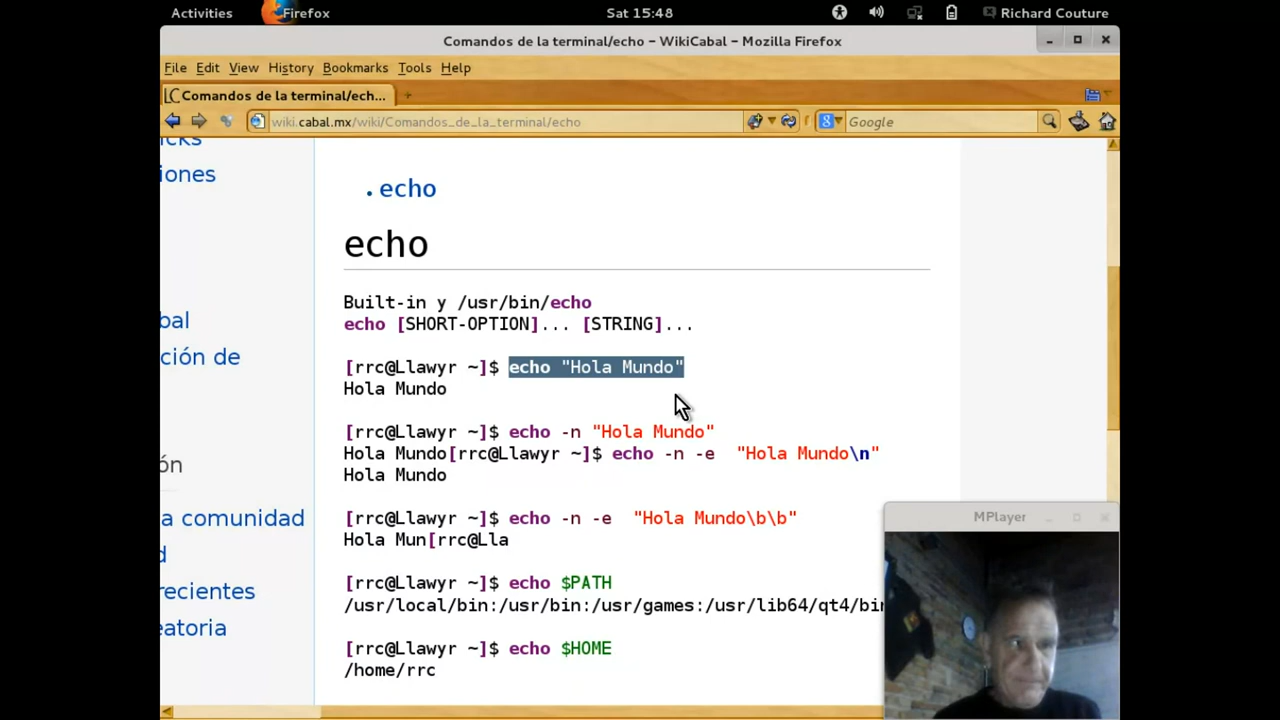 Activities Firefox Sat 15:48 Richard Couture
Comandos de la terminal/echo – WikiCabal – Mozilla Firefox
File Edit View History Bookmarks Tools Help
Comandos de la terminal/ech...
wiki.cabal.mx/wiki/Comandos_de_la_terminal/echo Google
iones
bal
ción de
ón
a comunidad
d
recientes
eatoria
echo
echo
Built-in y /usr/bin/echo
echo [SHORT-OPTION]... [STRING]...
[rrc@Llawyr ~]$ echo "Hola Mundo"
Hola Mundo
[rrc@Llawyr ~]$ echo -n "Hola Mundo"
Hola Mundo[rrc@Llawyr ~]$ echo -n -e  "Hola Mundo\n"
Hola Mundo
[rrc@Llawyr ~]$ echo -n -e  "Hola Mundo\b\b"
Hola Mun[rrc@Lla
[rrc@Llawyr ~]$ echo $PATH
/usr/local/bin:/usr/bin:/usr/games:/usr/lib64/qt4/bin
[rrc@Llawyr ~]$ echo $HOME
/home/rrc
MPlayer